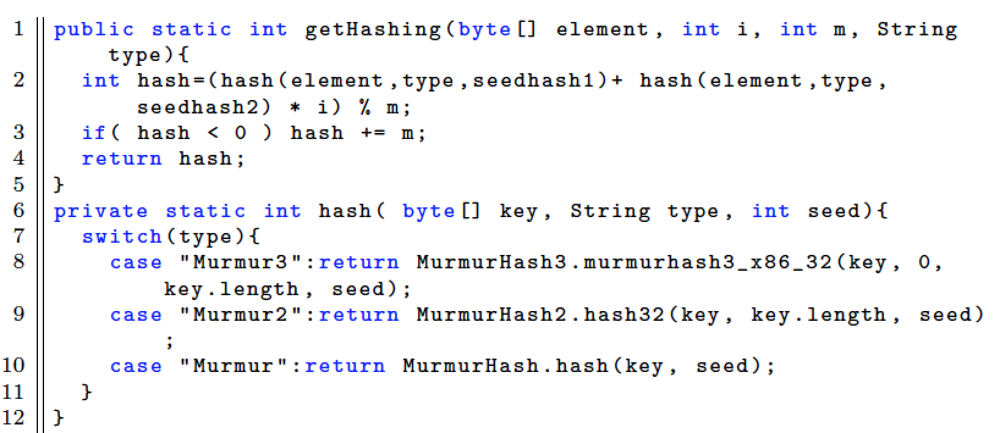 1 public static int getHashing(byte[] element, int i, int m, String
type){
2 int hash=(hash(element,type,seedhash1)+ hash(element,type,
seedhash2) * i) % m;
3 if( hash < 0 ) hash += m;
4 return hash;
5 }
6 private static int hash( byte[] key, String type, int seed){
7 switch(type){
8 case "Murmur3":return MurmurHash3.murmurhash3_x86_32(key, 0,
key.length, seed);
9 case "Murmur2":return MurmurHash2.hash32(key, key.length, seed)
;
10 case "Murmur":return MurmurHash.hash(key, seed);
11 }
12 }